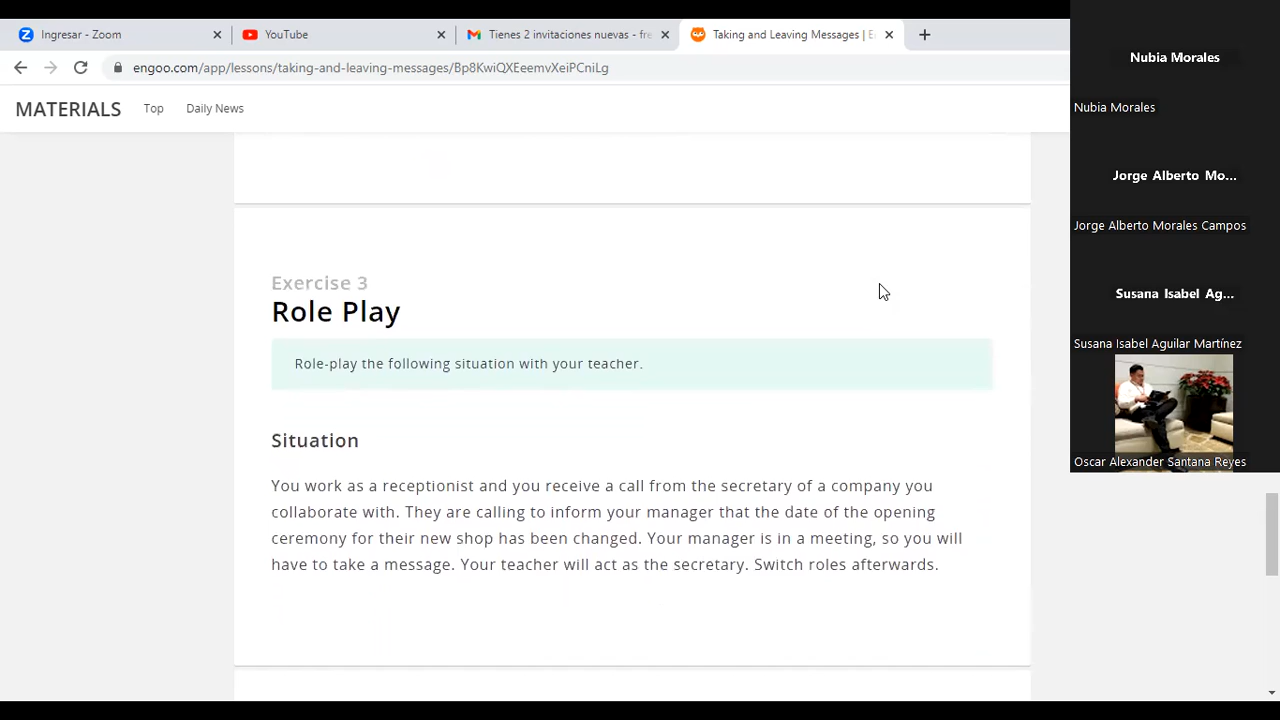 Ingresar - Zoom
YouTube
Tienes 2 invitaciones nuevas - fre
Taking and Leaving Messages | E
engoo.com/app/lessons/taking-and-leaving-messages/Bp8KwiQXEeemvXeiPCniLg
MATERIALS
Top
Daily News
Exercise 3
Role Play
Role-play the following situation with your teacher.
Situation
You work as a receptionist and you receive a call from the secretary of a company you
collaborate with. They are calling to inform your manager that the date of the opening
ceremony for their new shop has been changed. Your manager is in a meeting, so you will
have to take a message. Your teacher will act as the secretary. Switch roles afterwards.
Nubia Morales
Nubia Morales
Jorge Alberto Mo...
Jorge Alberto Morales Campos
Susana Isabel Ag...
Susana Isabel Aguilar Martínez
Oscar Alexander Santana Reyes